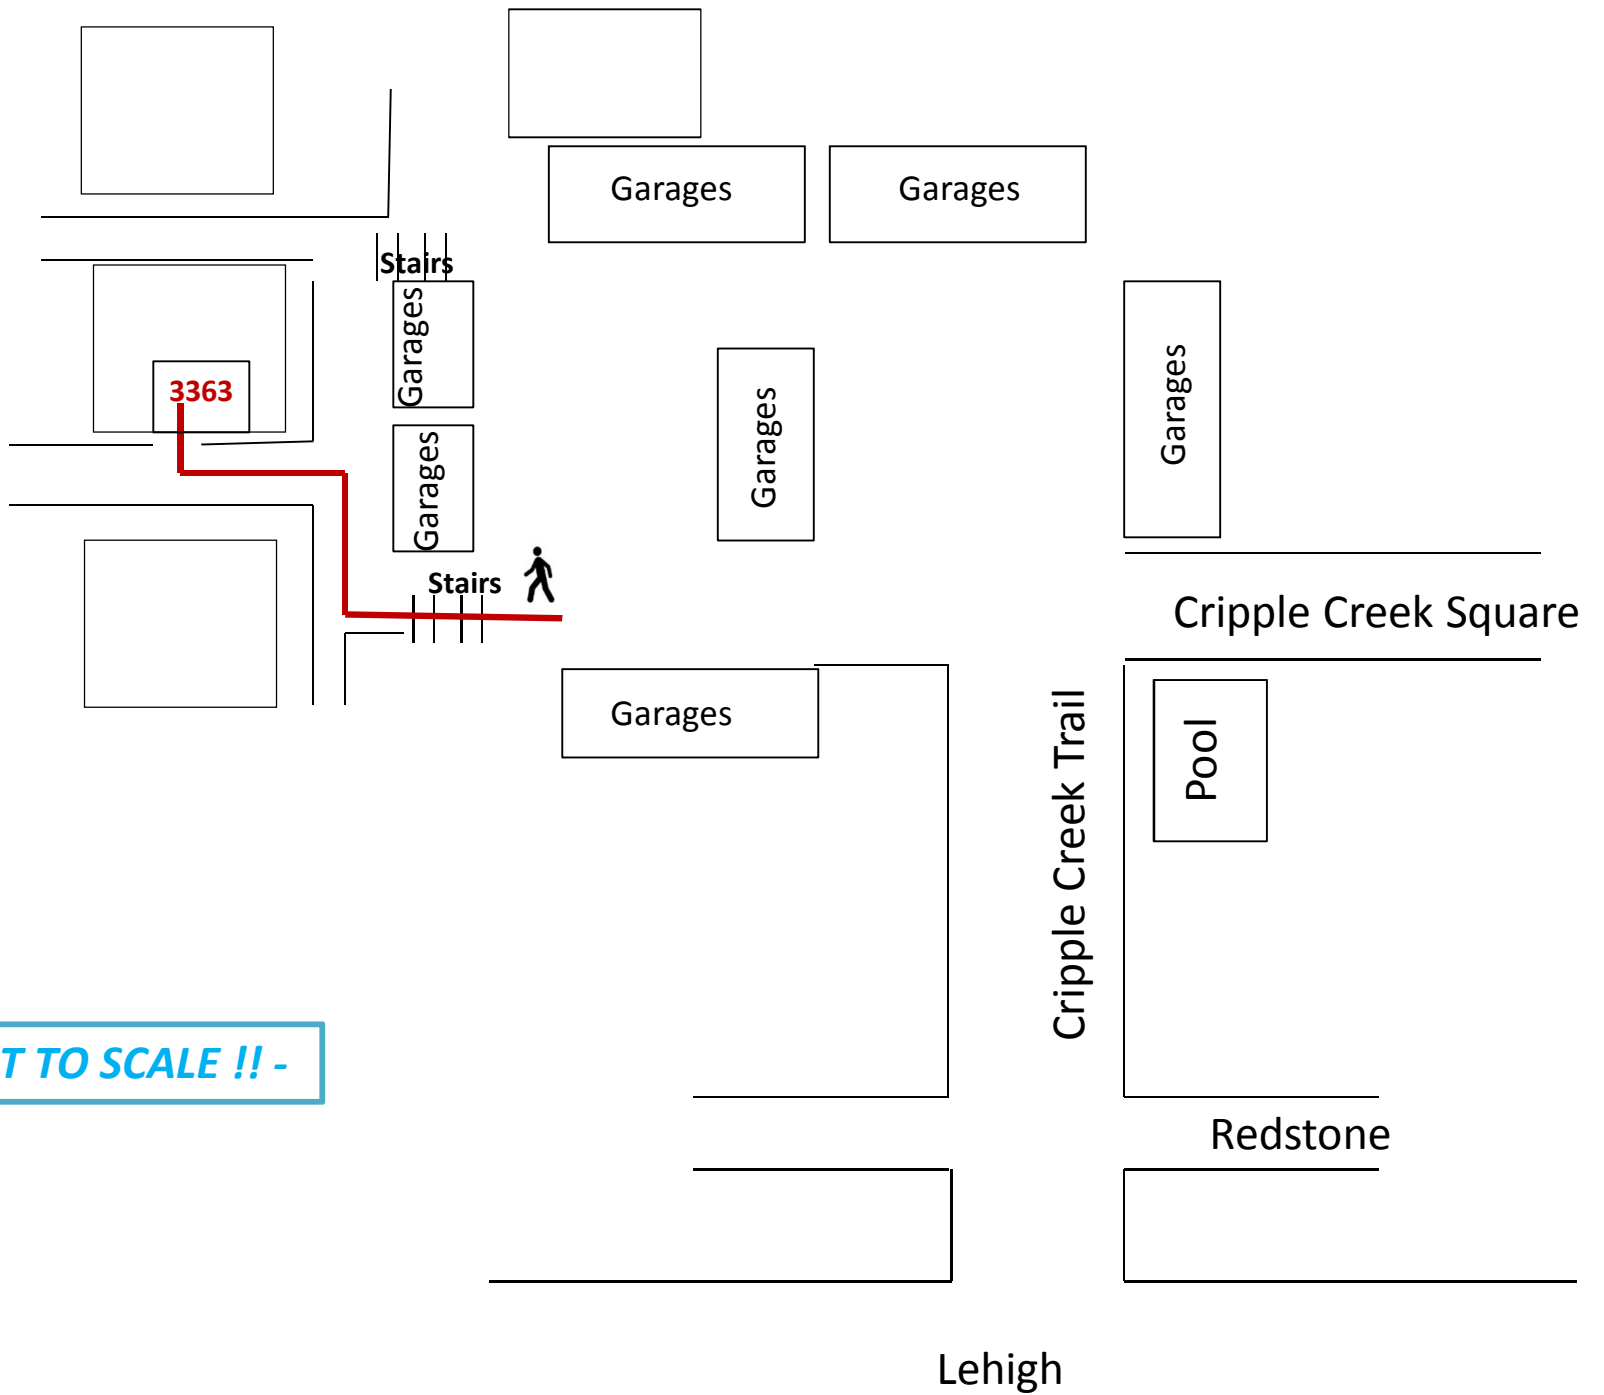 Garages
Garages
Stairs
Garages
Garages
Garages
3363
Garages
Stairs
Cripple Creek Square
Garages
Cripple Creek Trail
Pool
T TO SCALE !! -
Redstone
Lehigh